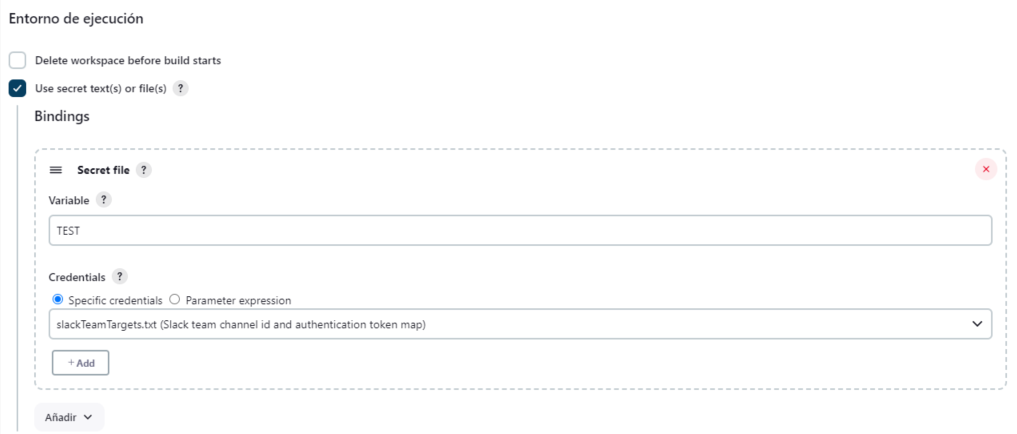 Entorno de ejecución
Delete workspace before build starts
Use secret text(s) or file(s) ?
Bindings
Secret file ?
Variable ?
TEST
Credentials ?
Specific credentials Parameter expression
slackTeamTargets.txt (Slack team channel id and authentication token map)
+ Add
Añadir